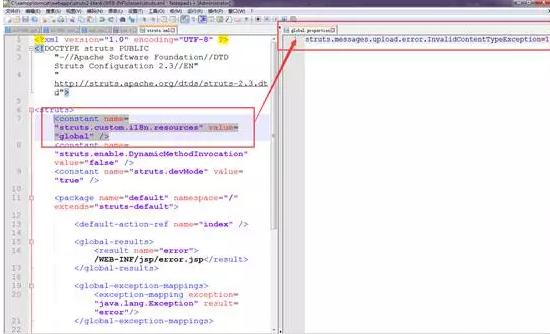 struts.xml
global.properties
1 <?xml version="1.0" encoding="UTF-8" ?>
2 <!DOCTYPE struts PUBLIC
3 "-//Apache Software Foundation//DTD
Struts Configuration 2.3//EN"
4 "
http://struts.apache.org/dtds/struts-2.3.dt
d">
5
6 <struts>
7 <constant name=
"struts.custom.i18n.resources" value=
"global" />
8 <constant name=
"struts.enable.DynamicMethodInvocation"
value="false" />
9 <constant name="struts.devMode" value=
"true" />
10
11 <package name="default" namespace="/"
extends="struts-default">
12
13 <default-action-ref name="index" />
14
15 <global-results>
16 <result name="error">
/WEB-INF/jsp/error.jsp</result>
17 </global-results>
18
19 <global-exception-mappings>
20 <exception-mapping exception=
"java.lang.Exception" result=
"error"/>
21 </global-exception-mappings>
1 struts.messages.upload.error.InvalidContentTypeException=1